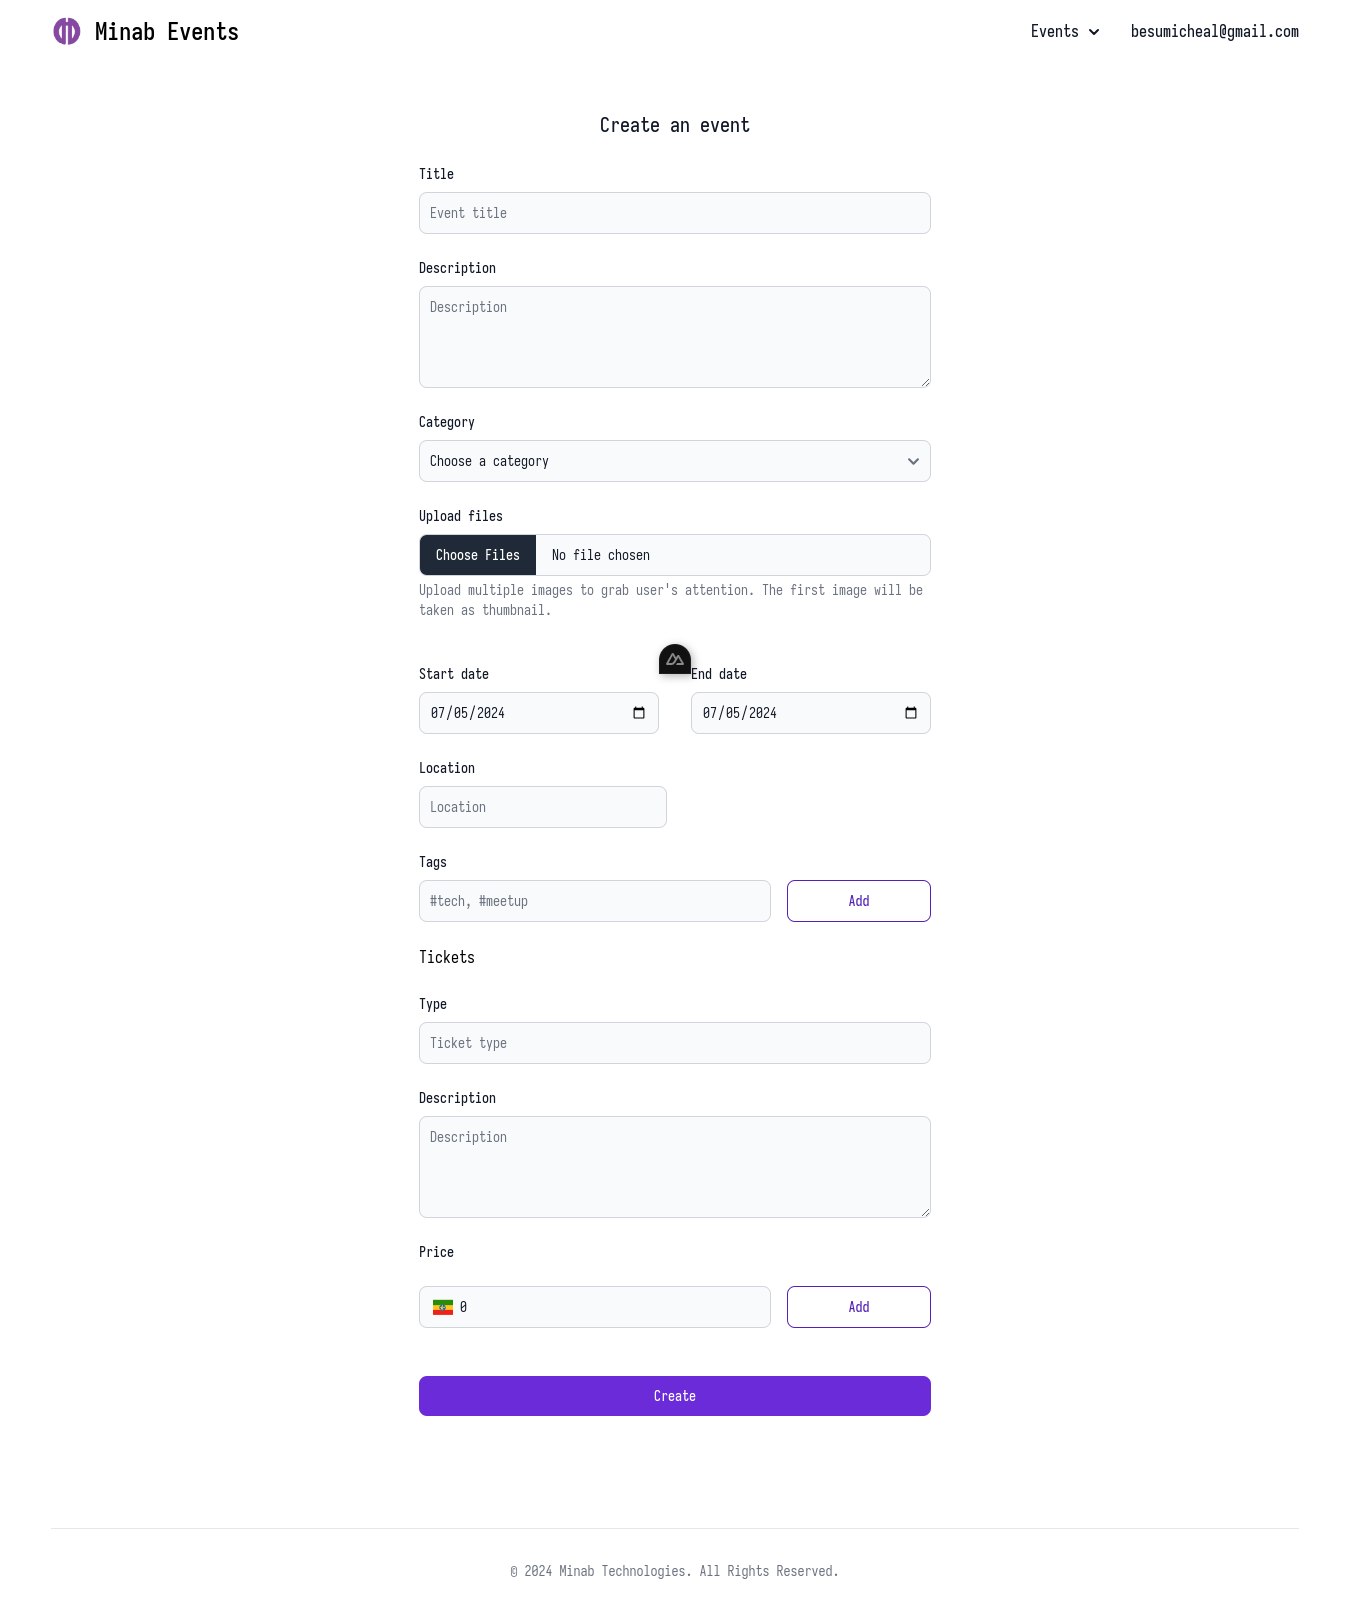 Minab Events
Events
besumicheal@gmail.com
Create an event
Title
Event title
Description
Description
Category
Choose a category
Upload files
Choose Files
No file chosen
Upload multiple images to grab user's attention. The first image will be
taken as thumbnail.
Start date
End date
07/05/2024
07/05/2024
Location
Location
Tags
#tech, #meetup
Add
Tickets
Type
Ticket type
Description
Description
Price
0
Add
Create
© 2024 Minab Technologies. All Rights Reserved.